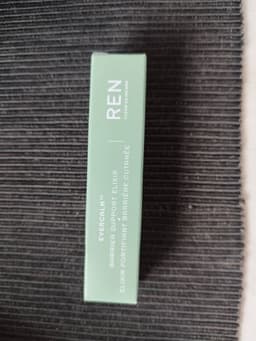 REN
CLEAN SKINCARE
EVERCALM™
BARRIER SUPPORT ELIXIR
ELIXIR FORTIFIANT BARRIÈRE CUTANÉE